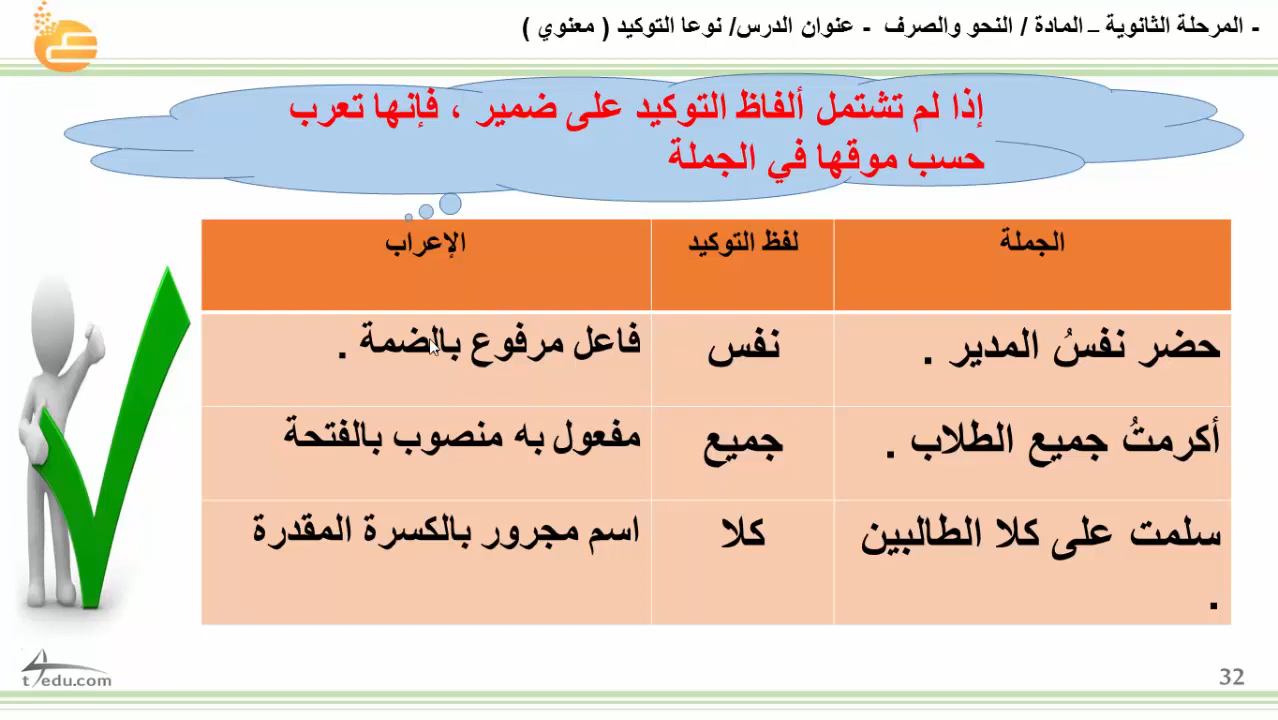 - المرحلة الثانوية – المادة / النحو والصرف - عنوان الدرس/ نوعا التوكيد ( معنوي )
إذا لم تشتمل ألفاظ التوكيد على ضمير ، فإنها تعرب
حسب موقها في الجملة
الجملة لفظ التوكيد الإعراب
حضر نفسُ المدير . نفس فاعل مرفوع بالضمة .
أكرمتُ جميع الطلاب . جميع مفعول به منصوب بالفتحة
سلمت على كلا الطالبين كلا اسم مجرور بالكسرة المقدرة
.
t4edu.com
32